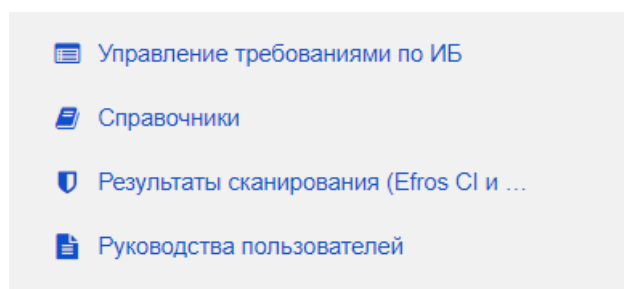 Управление требованиями по ИБ
Справочники
Результаты сканирования (Efros CI и ...
Руководства пользователей